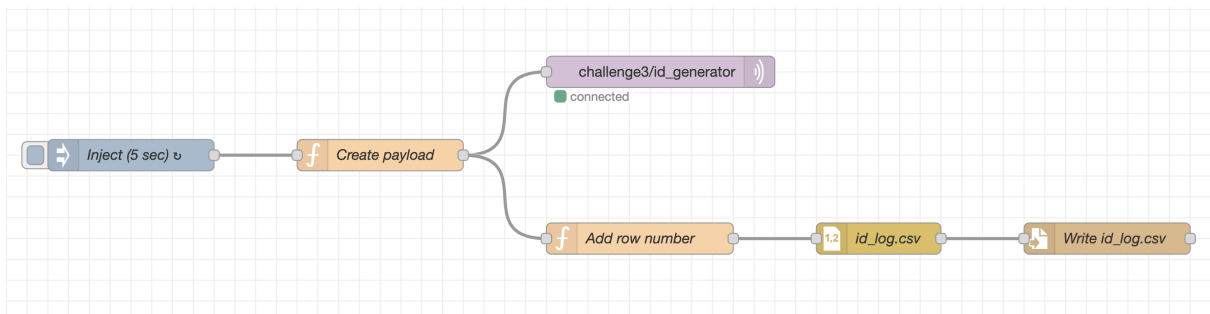 challenge3/id_generator
connected
Inject (5 sec) ↻
Create payload
Add row number
1,2
id_log.csv
Write id_log.csv